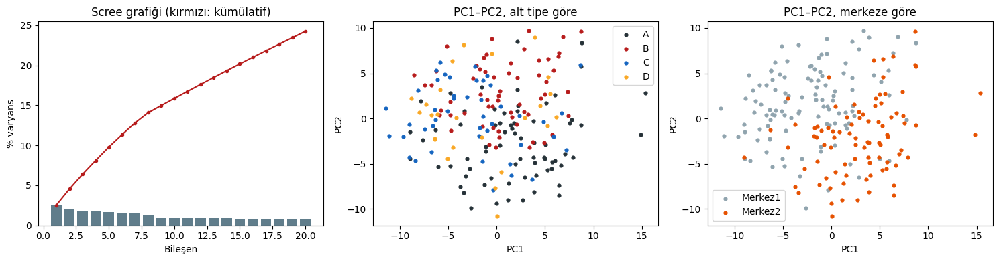 Scree grafiği (kırmızı: kümülatif)
25
20
15
10
5
0
% varyans
0.0 2.5 5.0 7.5 10.0 12.5 15.0 17.5 20.0
Bileşen
PC1–PC2, alt tipe göre
A
B
C
D
10
5
0
−5
−10
PC2
−10 −5 0 5 10 15
PC1
PC1–PC2, merkeze göre
10
5
0
−5
−10
PC2
Merkez1
Merkez2
−10 −5 0 5 10 15
PC1